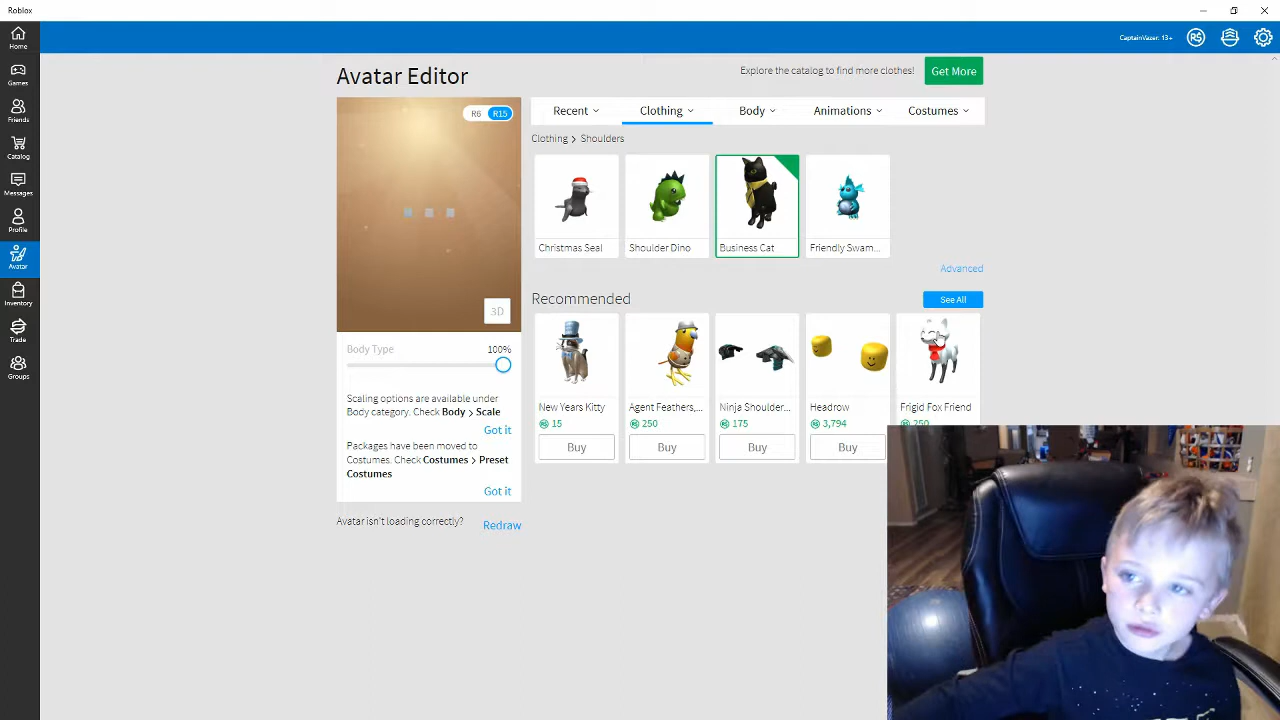 Roblox
CaptainVazer: 13+
R$
Home
Games
Friends
Catalog
Messages
Profile
Avatar
Inventory
Trade
Groups
Avatar Editor
Explore the catalog to find more clothes!
Get More
R6 R15
3D
Body Type 100%
Scaling options are available under
Body category. Check Body > Scale
Got it
Packages have been moved to
Costumes. Check Costumes > Preset
Costumes
Got it
Avatar isn't loading correctly? Redraw
Recent Clothing Body Animations Costumes
Clothing > Shoulders
Christmas Seal Shoulder Dino Business Cat Friendly Swam...
Advanced
Recommended See All
New Years Kitty Agent Feathers,... Ninja Shoulder... Headrow Frigid Fox Friend
15 250 175 3,794 250
Buy Buy Buy Buy